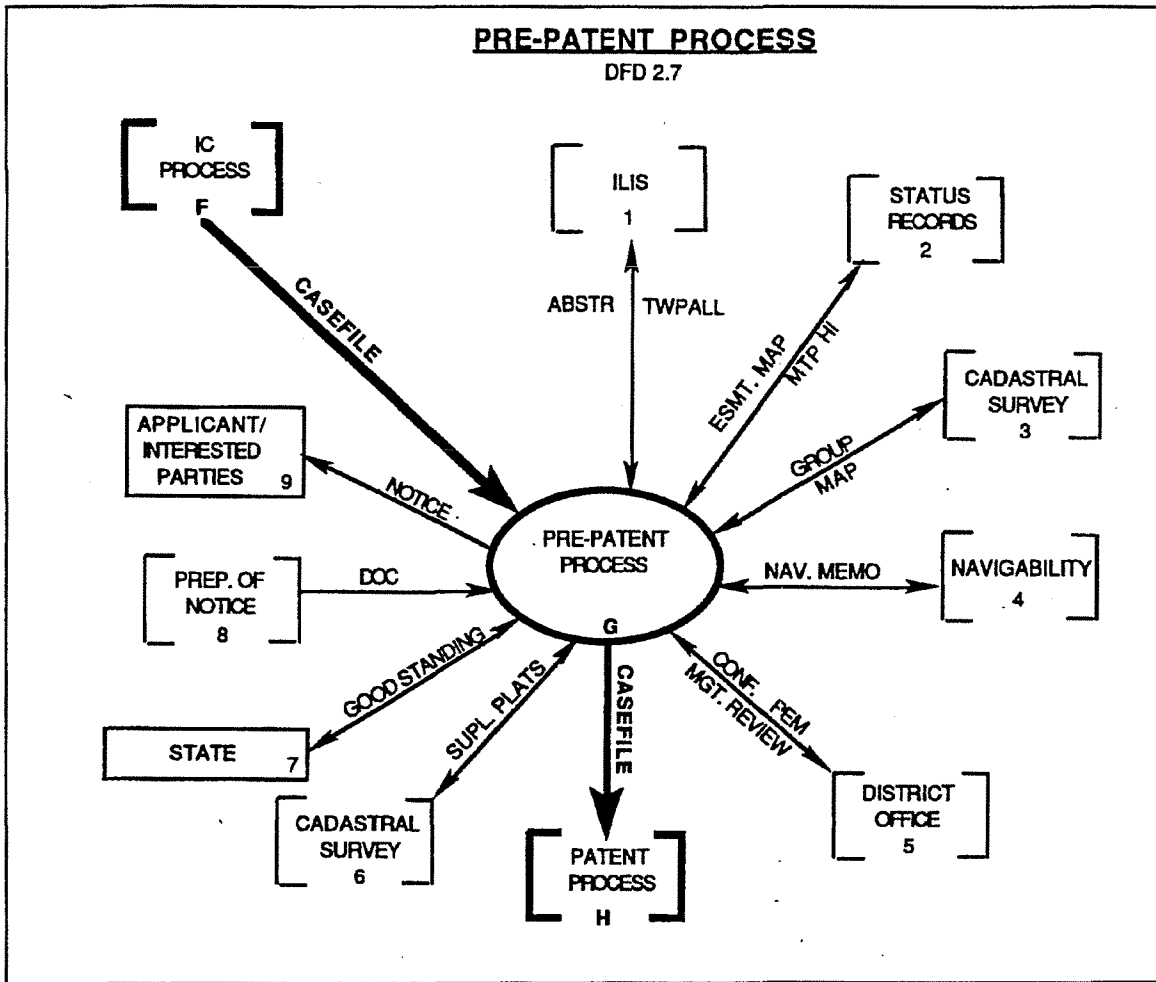 PRE-PATENT PROCESS
DFD 2.7
IC
PROCESS
F
ILIS
1
STATUS
RECORDS
2
CASEFILE
ABSTR
TWPALL
ESMT. MAP
MTP HI
CADASTRAL
SURVEY
3
GROUP
MAP
APPLICANT/
INTERESTED
PARTIES
9
NOTICE
PRE-PATENT
PROCESS
G
PREP. OF
NOTICE
8
DOC
NAV. MEMO
NAVIGABILITY
4
GOOD STANDING
STATE
7
SUPL. PLATS
CADASTRAL
SURVEY
6
CASEFILE
CONF. PEM
MGT. REVIEW
DISTRICT
OFFICE
5
PATENT
PROCESS
H